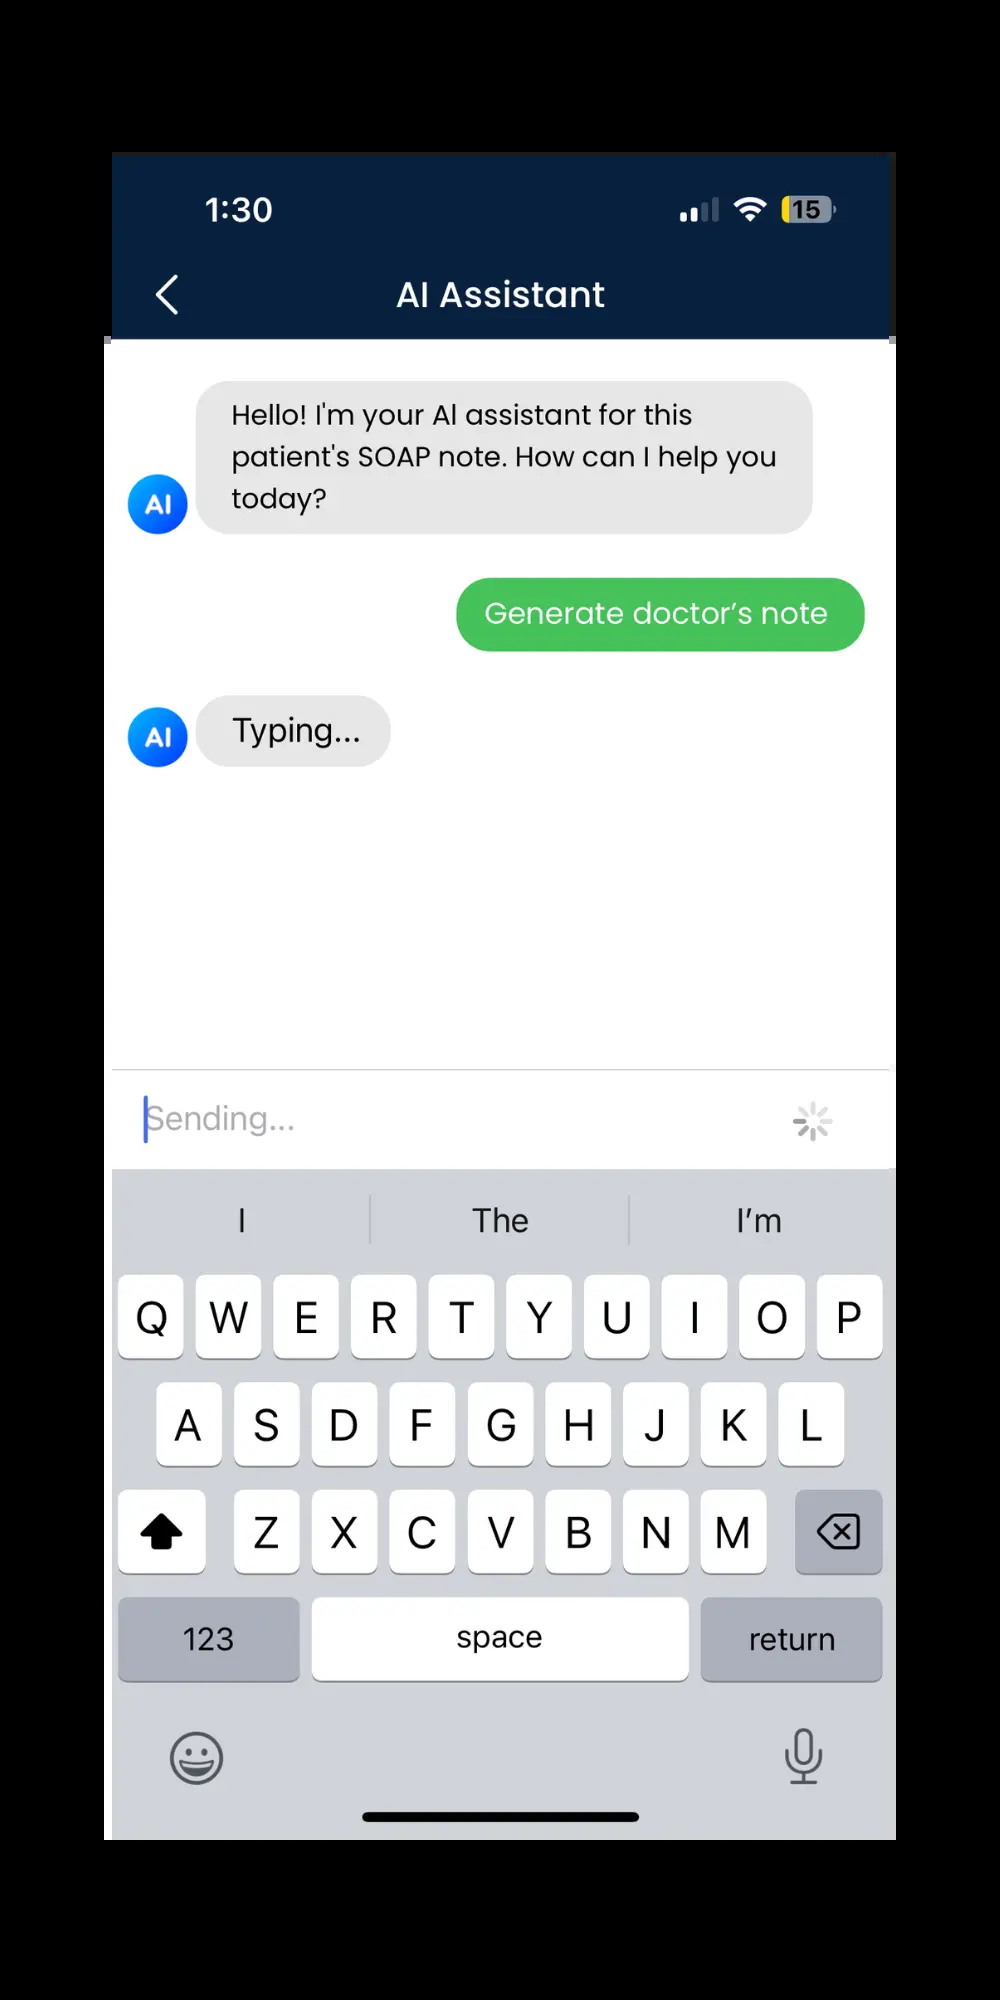 1:30
15
AI Assistant
Hello! I'm your AI assistant for this
patient's SOAP note. How can I help you
today?
AI
Generate doctor’s note
AI
Typing...
Sending...
I
The
I’m
Q W E R T Y U I O P
A S D F G H J K L
Z X C V B N M
123
space
return